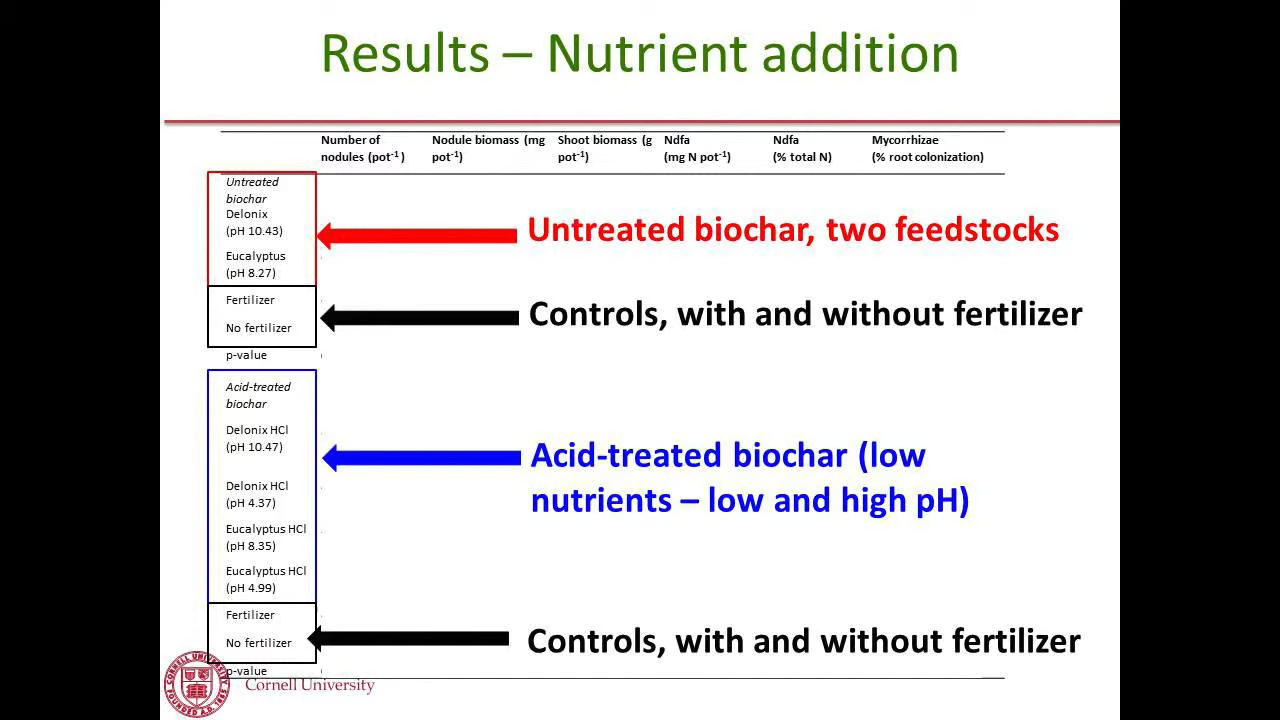 Results – Nutrient addition
Number of nodules (pot-1 )
Nodule biomass (mg pot-1)
Shoot biomass (g pot-1)
Ndfa (mg N pot-1)
Ndfa (% total N)
Mycorrhizae (% root colonization)
Untreated
biochar
Delonix
(pH 10.43)
Untreated biochar, two feedstocks
Eucalyptus
(pH 8.27)
Fertilizer
Controls, with and without fertilizer
No fertilizer
p-value
Acid-treated
biochar
Delonix HCl
(pH 10.47)
Acid-treated biochar (low
nutrients – low and high pH)
Delonix HCl
(pH 4.37)
Eucalyptus HCl
(pH 8.35)
Eucalyptus HCl
(pH 4.99)
Fertilizer
No fertilizer
Controls, with and without fertilizer
p-value
Cornell University